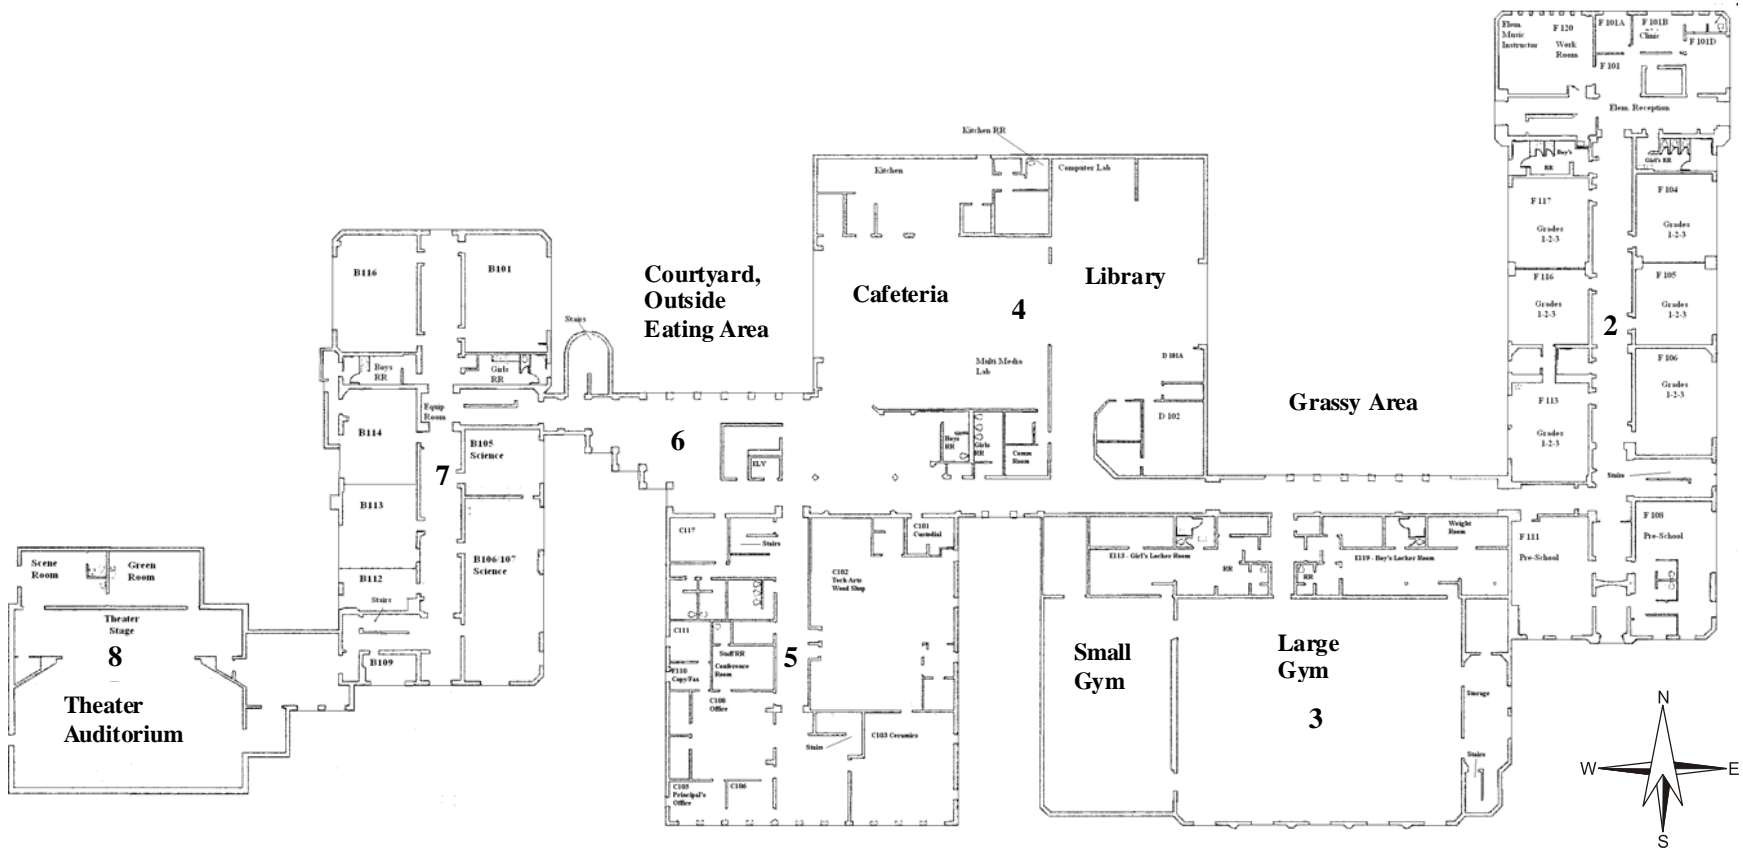 Elem.
Music
Instructor
F 120
Work
Room
F 101A
F 101B
Clinic
F 101D
F 101
Elem. Reception
Boy's
RR
Girl's RR
F 117
Grades
1-2-3
F 104
Grades
1-2-3
F 116
Grades
1-2-3
F 105
Grades
1-2-3
2
F 106
Grades
1-2-3
F 113
Grades
1-2-3
Stairs
F 108
Pre-School
F 111
Pre-School
Kitchen RR
Kitchen
Computer Lab
Cafeteria
Library
4
Multi Media
Lab
D 101A
D 102
Boys
RR
Girls
RR
Comm
Room
Grassy Area
Courtyard,
Outside
Eating Area
Stairs
6
ELV
B116
B101
Boys
RR
Girls
RR
Equip
Room
B114
B105
Science
7
B113
B106/107
Science
B112
Stairs
B109
Scene
Room
Green
Room
Theater
Stage
8
Theater
Auditorium
C117
Stairs
C101
Custodial
C102
Tech Arts
Wood Shop
C111
Staff RR
Conference
Room
F110
Copy/Fax
5
C108
Office
Stairs
C103 Ceramics
C105
Principal's
Office
C106
E113 - Girl's Locker Room
RR
RR
E119 - Boy's Locker Room
Weight
Room
Small
Gym
Large
Gym
3
Storage
Stairs
N
W
E
S